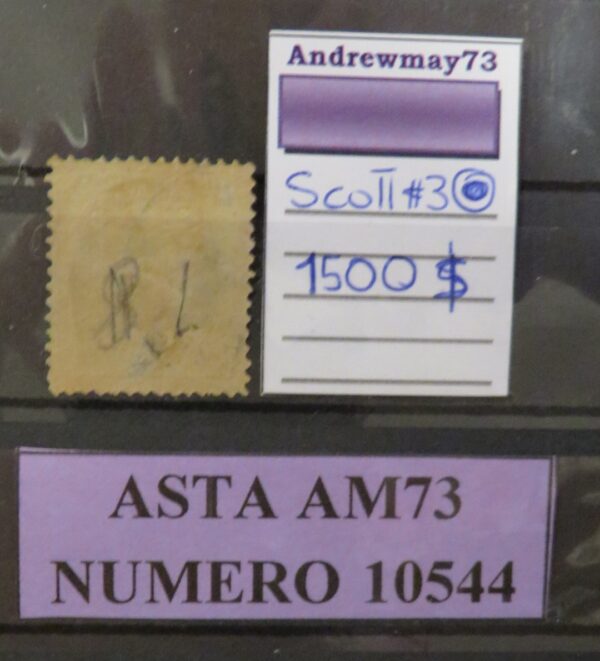 Andrewmay73
Scott #3
1500 $
ASTA AM73
NUMERO 10544